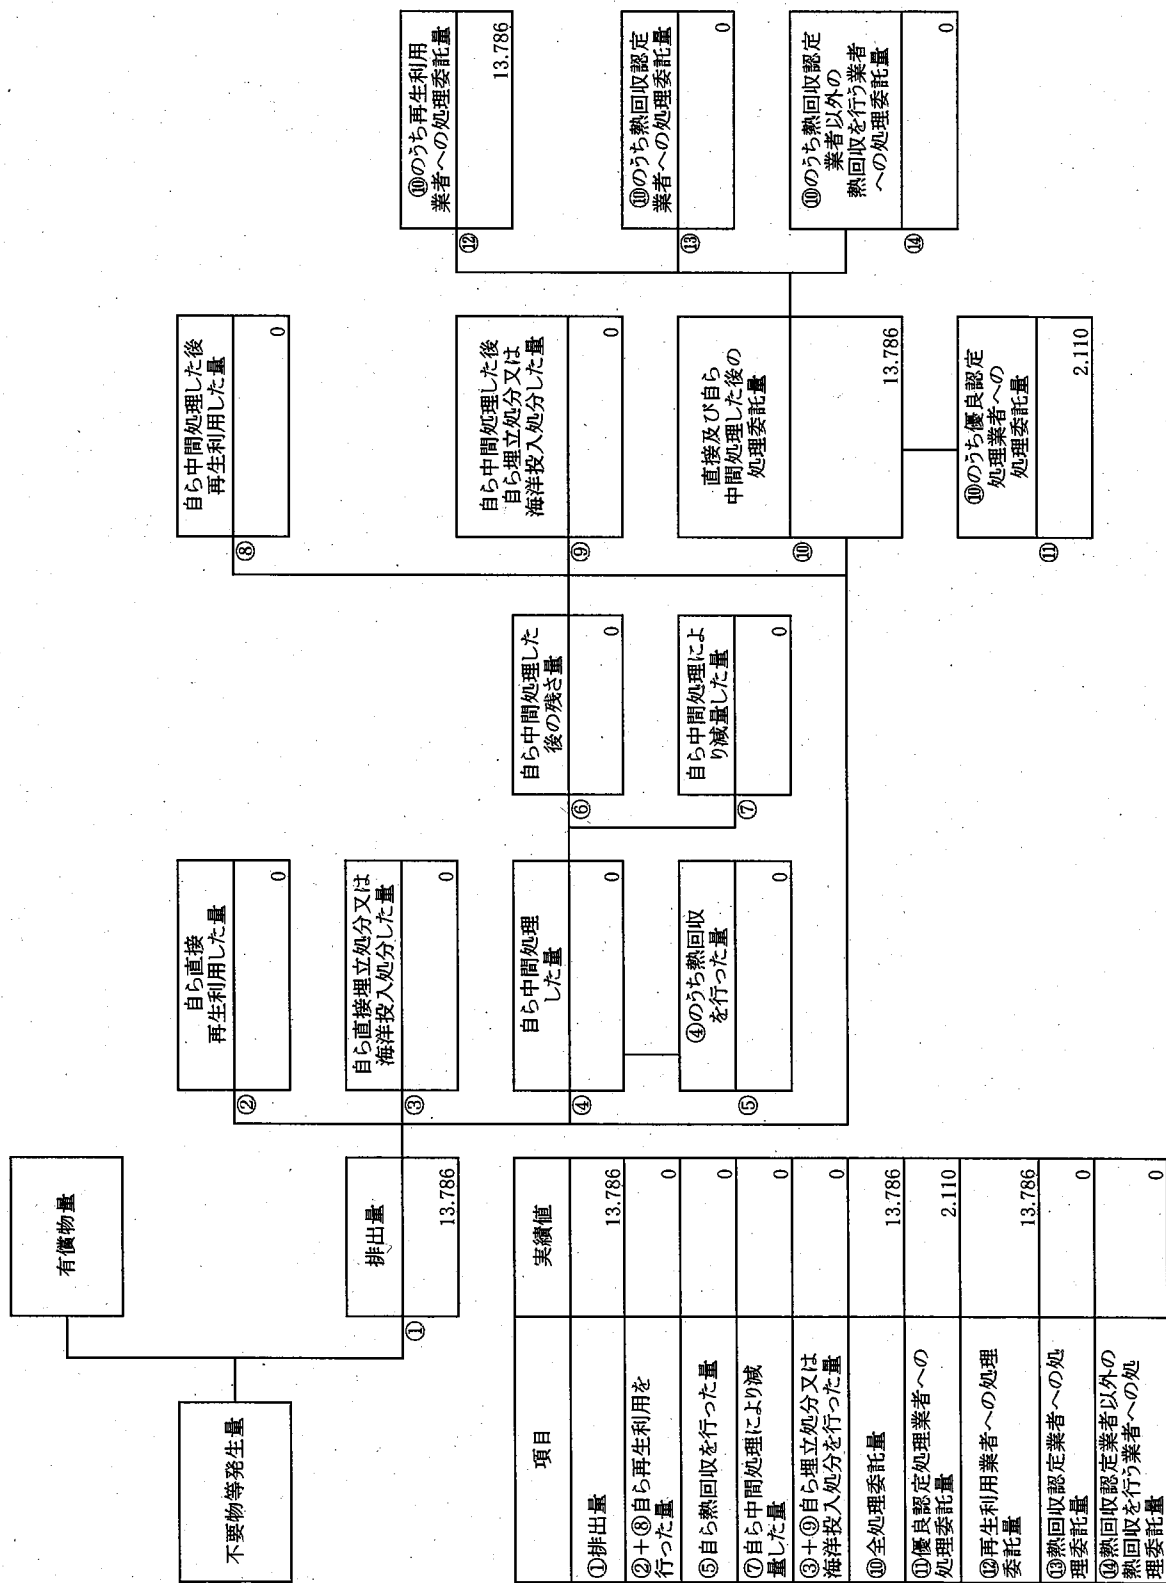 不要物等発生量
有償物量
①
排出量
13.786
②
自ら直接
再生利用した量
0
③
自ら直接埋立処分又は
海洋投入処分した量
0
④
自ら中間処理
した量
0
⑤
④のうち熱回収
を行った量
0
⑥
自ら中間処理した
後の残さ量
0
⑦
自ら中間処理によ
り減量した量
0
⑧
自ら中間処理した後
再生利用した量
0
⑨
自ら中間処理した後
自ら埋立処分又は
海洋投入処分した量
0
⑩
直接及び自ら
中間処理した後の
処理委託量
13.786
⑪
⑩のうち優良認定
処理業者への
処理委託量
2.110
⑫
⑩のうち再生利用
業者への処理委託量
13.786
⑬
⑩のうち熱回収認定
業者への処理委託量
0
⑭
⑩のうち熱回収認定
業者以外の
熱回収を行う業者
への処理委託量
0
項目 実績値
①排出量 13.786
②+⑧自ら再生利用を
行った量 0
⑤自ら熱回収を行った量 0
⑦自ら中間処理により減
量した量 0
③+⑨自ら埋立処分又は
海洋投入処分を行った量 0
⑩全処理委託量 13.786
⑪優良認定処理業者への
処理委託量 2.110
⑫再生利用業者への処理
委託量 13.786
⑬熱回収認定業者への処
理委託量 0
⑭熱回収認定業者以外の
熱回収を行う業者への処
理委託量 0